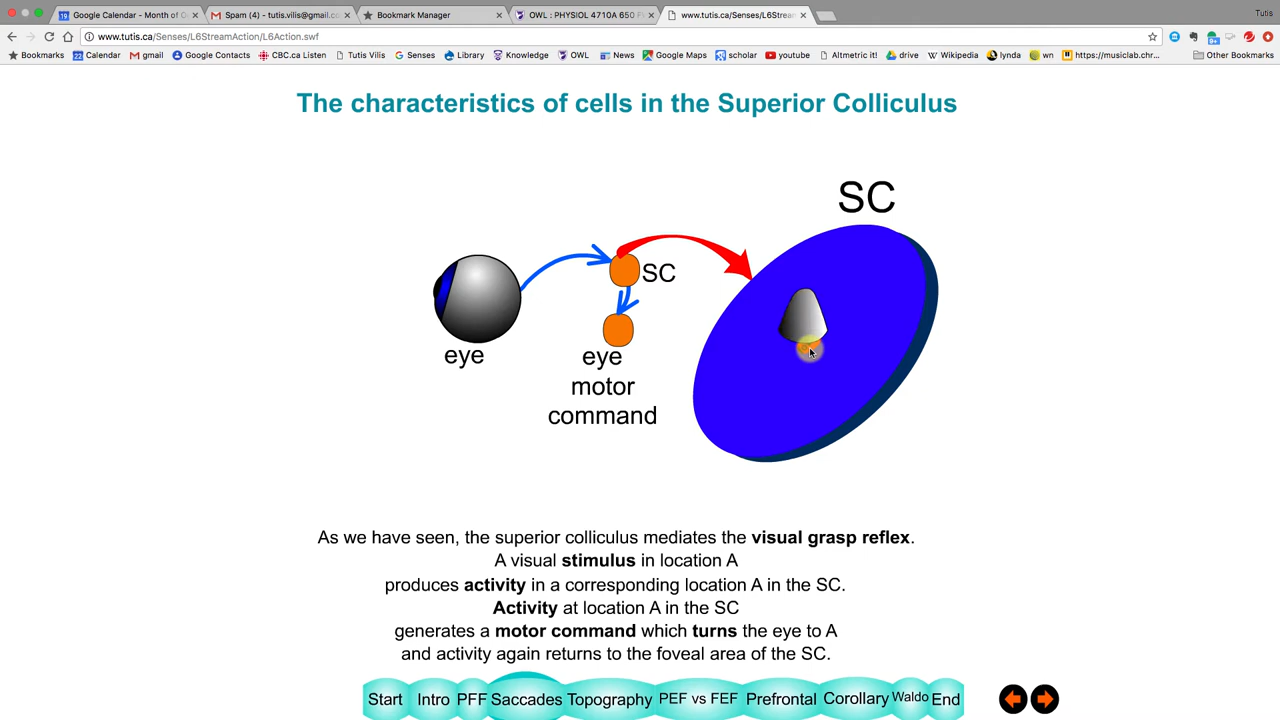 Google Calendar - Month of O
Spam (4) - tutis.vilis@gmail.co
Bookmark Manager
OWL : PHYSIOL 4710A 650 F
www.tutis.ca/Senses/L6Stream
Tutis
www.tutis.ca/Senses/L6StreamAction/L6Action.swf
Bookmarks 22 Calendar gmail Google Contacts CBC.ca Listen Tutis Vilis Senses Library Knowledge OWL News Google Maps scholar youtube Altmetric it! drive Wikipedia lynda wn https://musiclab.chr... Other Bookmarks
The characteristics of cells in the Superior Colliculus
SC
SC
eye
eye
motor
command
As we have seen, the superior colliculus mediates the visual grasp reflex.
A visual stimulus in location A
produces activity in a corresponding location A in the SC.
Activity at location A in the SC
generates a motor command which turns the eye to A
and activity again returns to the foveal area of the SC.
Start Intro PFF Saccades Topography PEF vs FEF Prefrontal Corollary Waldo End